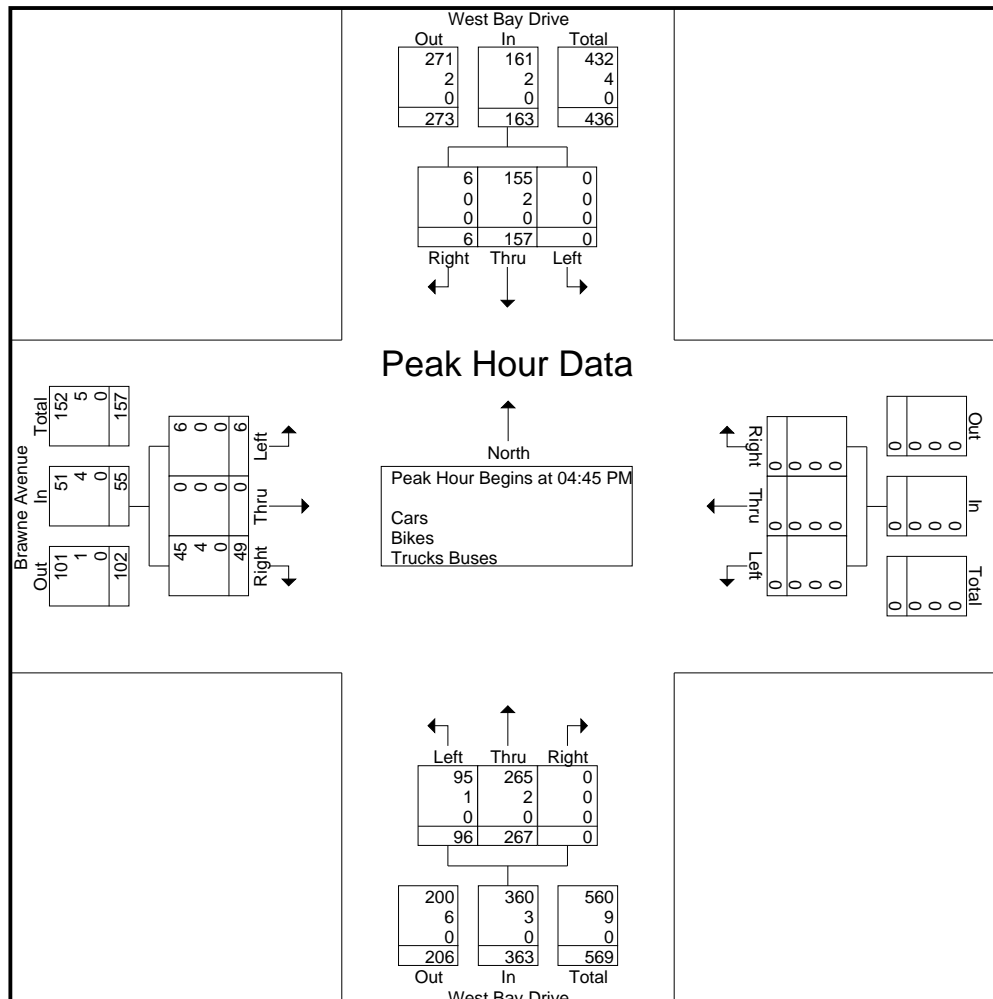 West Bay Drive
Out In Total
271 161 432
2 2 4
0 0 0
273 163 436
6 155 0
0 2 0
0 0 0
6 157 0
Right Thru Left
Peak Hour Data
North
Peak Hour Begins at 04:45 PM
Cars
Bikes
Trucks Buses
Brawne Avenue
Total
152 5 0 157
In
51 4 0 55
Out
101 1 0 102
6 0 0 6
Left
0 0 0 0
Thru
45 4 0 49
Right
Right
0 0 0 0
Thru
0 0 0 0
Left
0 0 0 0
Out
0 0 0 0
In
0 0 0 0
Total
0 0 0 0
Left Thru Right
95 265 0
1 2 0
0 0 0
96 267 0
200 360 560
6 3 9
0 0 0
206 363 569
Out In Total
West Bay Drive